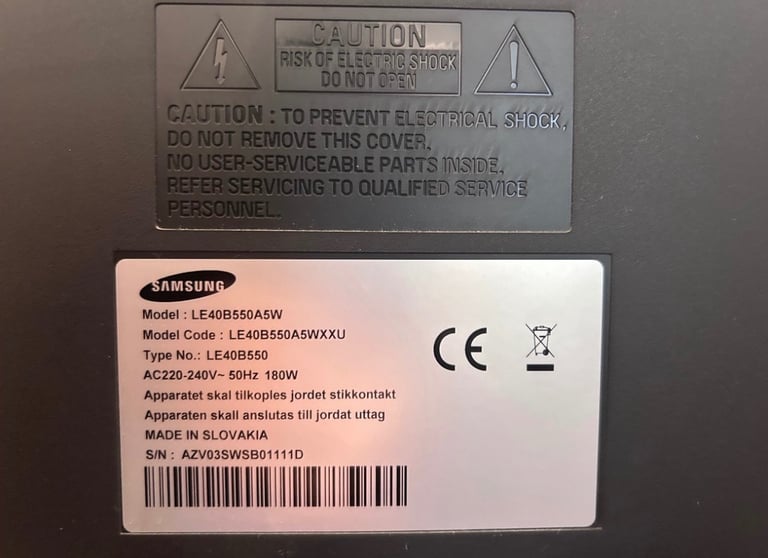 CAUTION
RISK OF ELECTRIC SHOCK
DO NOT OPEN
CAUTION : TO PREVENT ELECTRICAL SHOCK,
DO NOT REMOVE THIS COVER.
NO USER-SERVICEABLE PARTS INSIDE.
REFER SERVICING TO QUALIFIED SERVICE
PERSONNEL.
SAMSUNG
Model : LE40B550A5W
Model Code : LE40B550A5WXXU
Type No.: LE40B550
AC220-240V~ 50Hz 180W
Apparatet skal tilkoples jordet stikkontakt
Apparaten skall anslutas till jordat uttag
MADE IN SLOVAKIA
S/N : AZV03SWSB01111D
CE